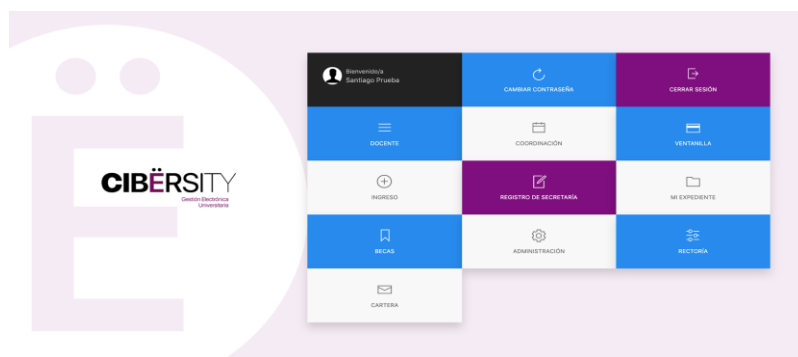 CIBËRSITY
Gestión Electrónica
Universitaria
Bienvenido/a
Santiago Prueba
CAMBIAR CONTRASEÑA
CERRAR SESIÓN
DOCENTE
COORDINACIÓN
VENTANILLA
INGRESO
REGISTRO DE SECRETARÍA
MI EXPEDIENTE
BECAS
ADMINISTRACIÓN
RECTORÍA
CARTERA